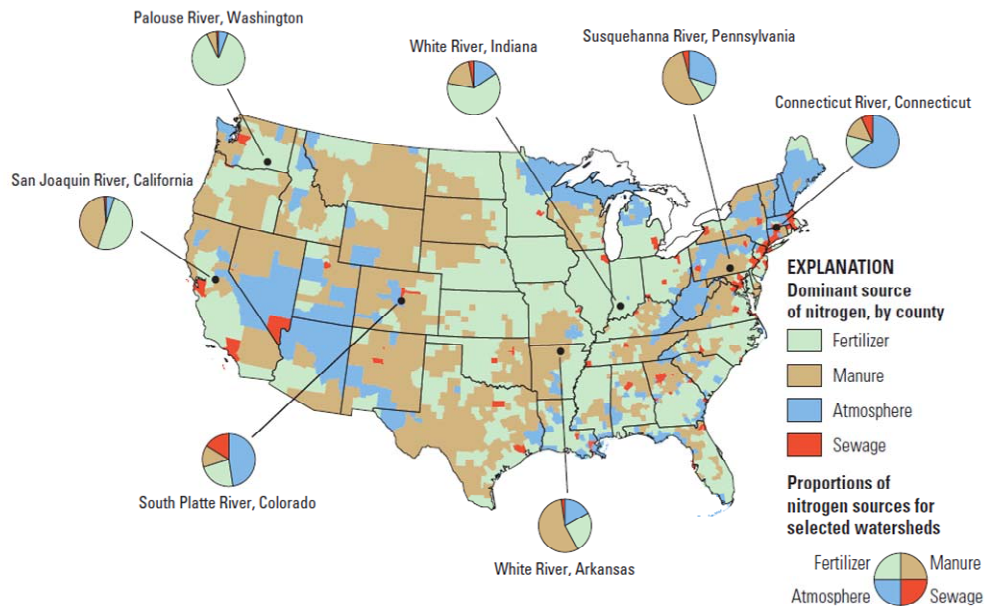 Palouse River, Washington
White River, Indiana
Susquehanna River, Pennsylvania
Connecticut River, Connecticut
San Joaquin River, California
South Platte River, Colorado
White River, Arkansas
EXPLANATION
Dominant source
of nitrogen, by county
Fertilizer
Manure
Atmosphere
Sewage
Proportions of
nitrogen sources for
selected watersheds
Fertilizer
Manure
Atmosphere
Sewage